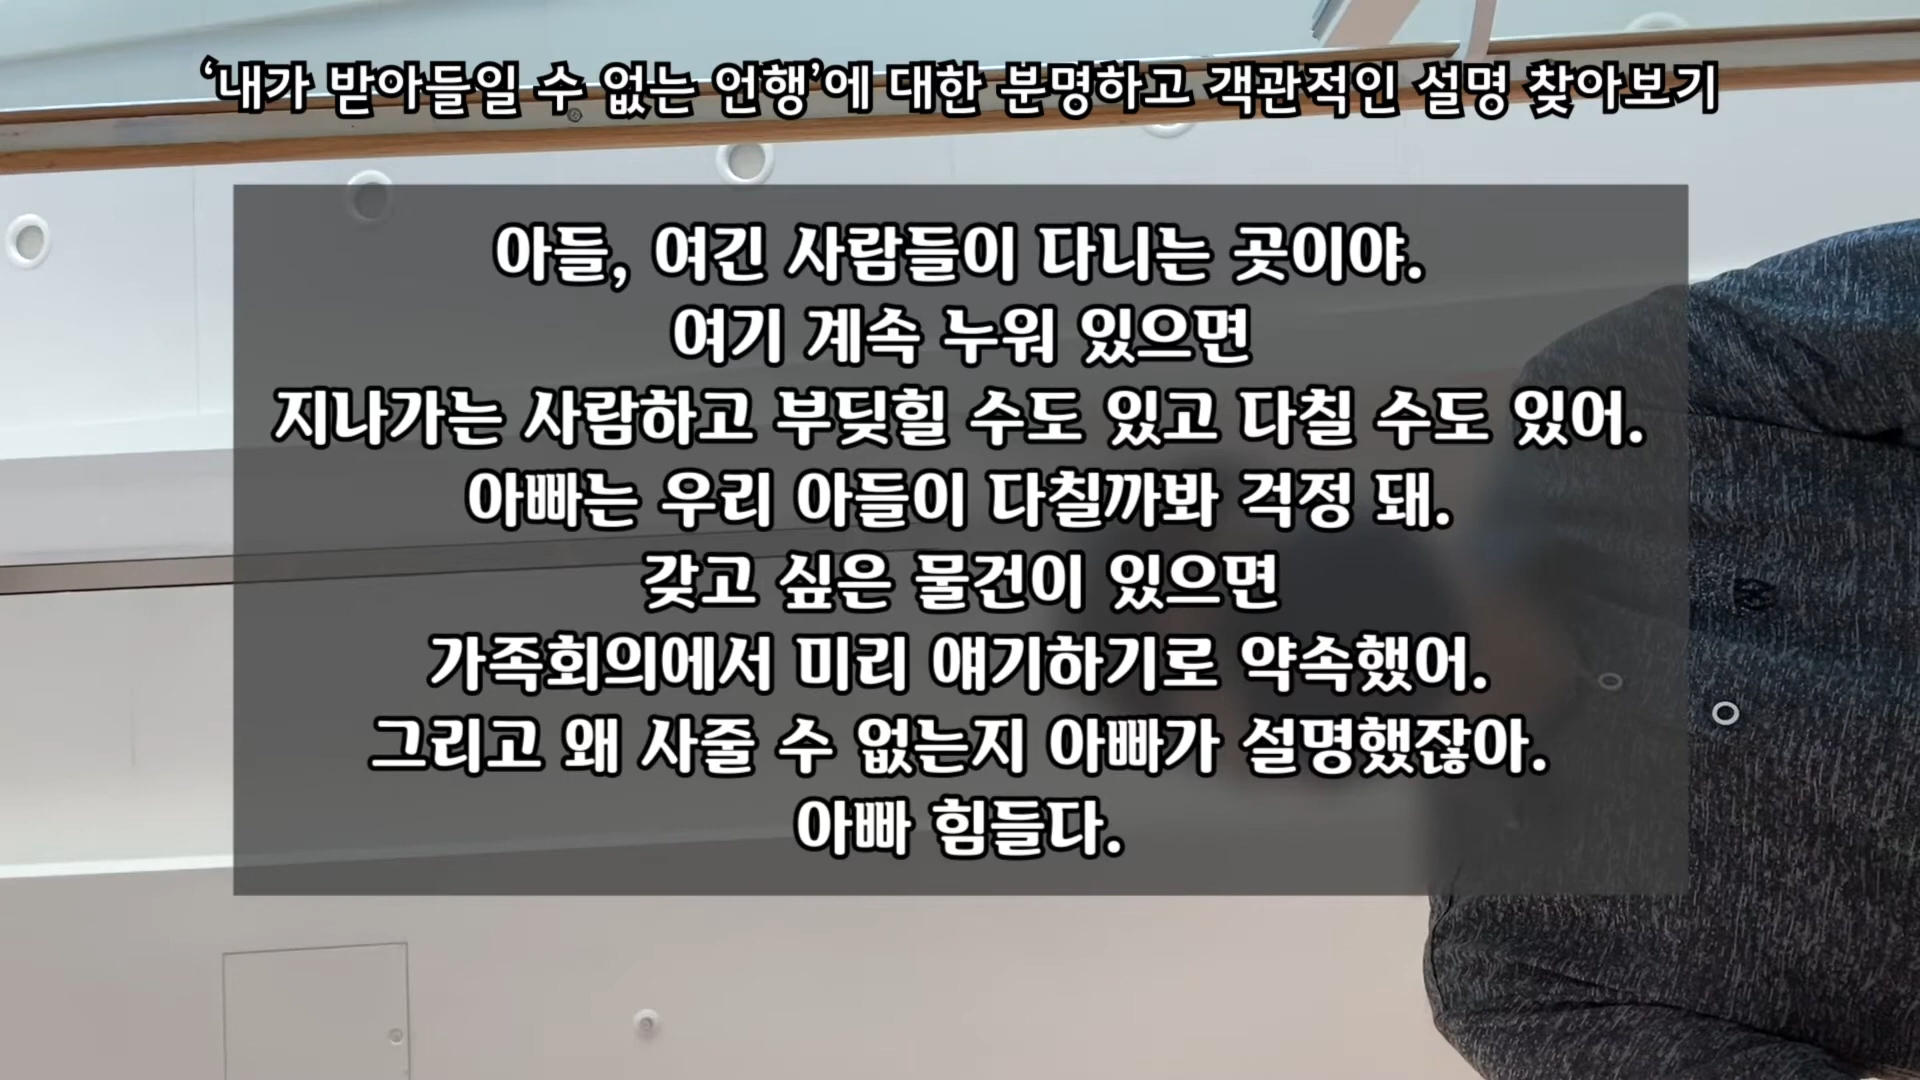 ‘내가 받아들일 수 없는 언행’에 대한 분명하고 객관적인 설명 찾아보기
아들, 여긴 사람들이 다니는 곳이야.
여기 계속 누워 있으면
지나가는 사람하고 부딪힐 수도 있고 다칠 수도 있어.
아빠는 우리 아들이 다칠까봐 걱정 돼.
갖고 싶은 물건이 있으면
가족회의에서 미리 얘기하기로 약속했어.
그리고 왜 사줄 수 없는지 아빠가 설명했잖아.
아빠 힘들다.